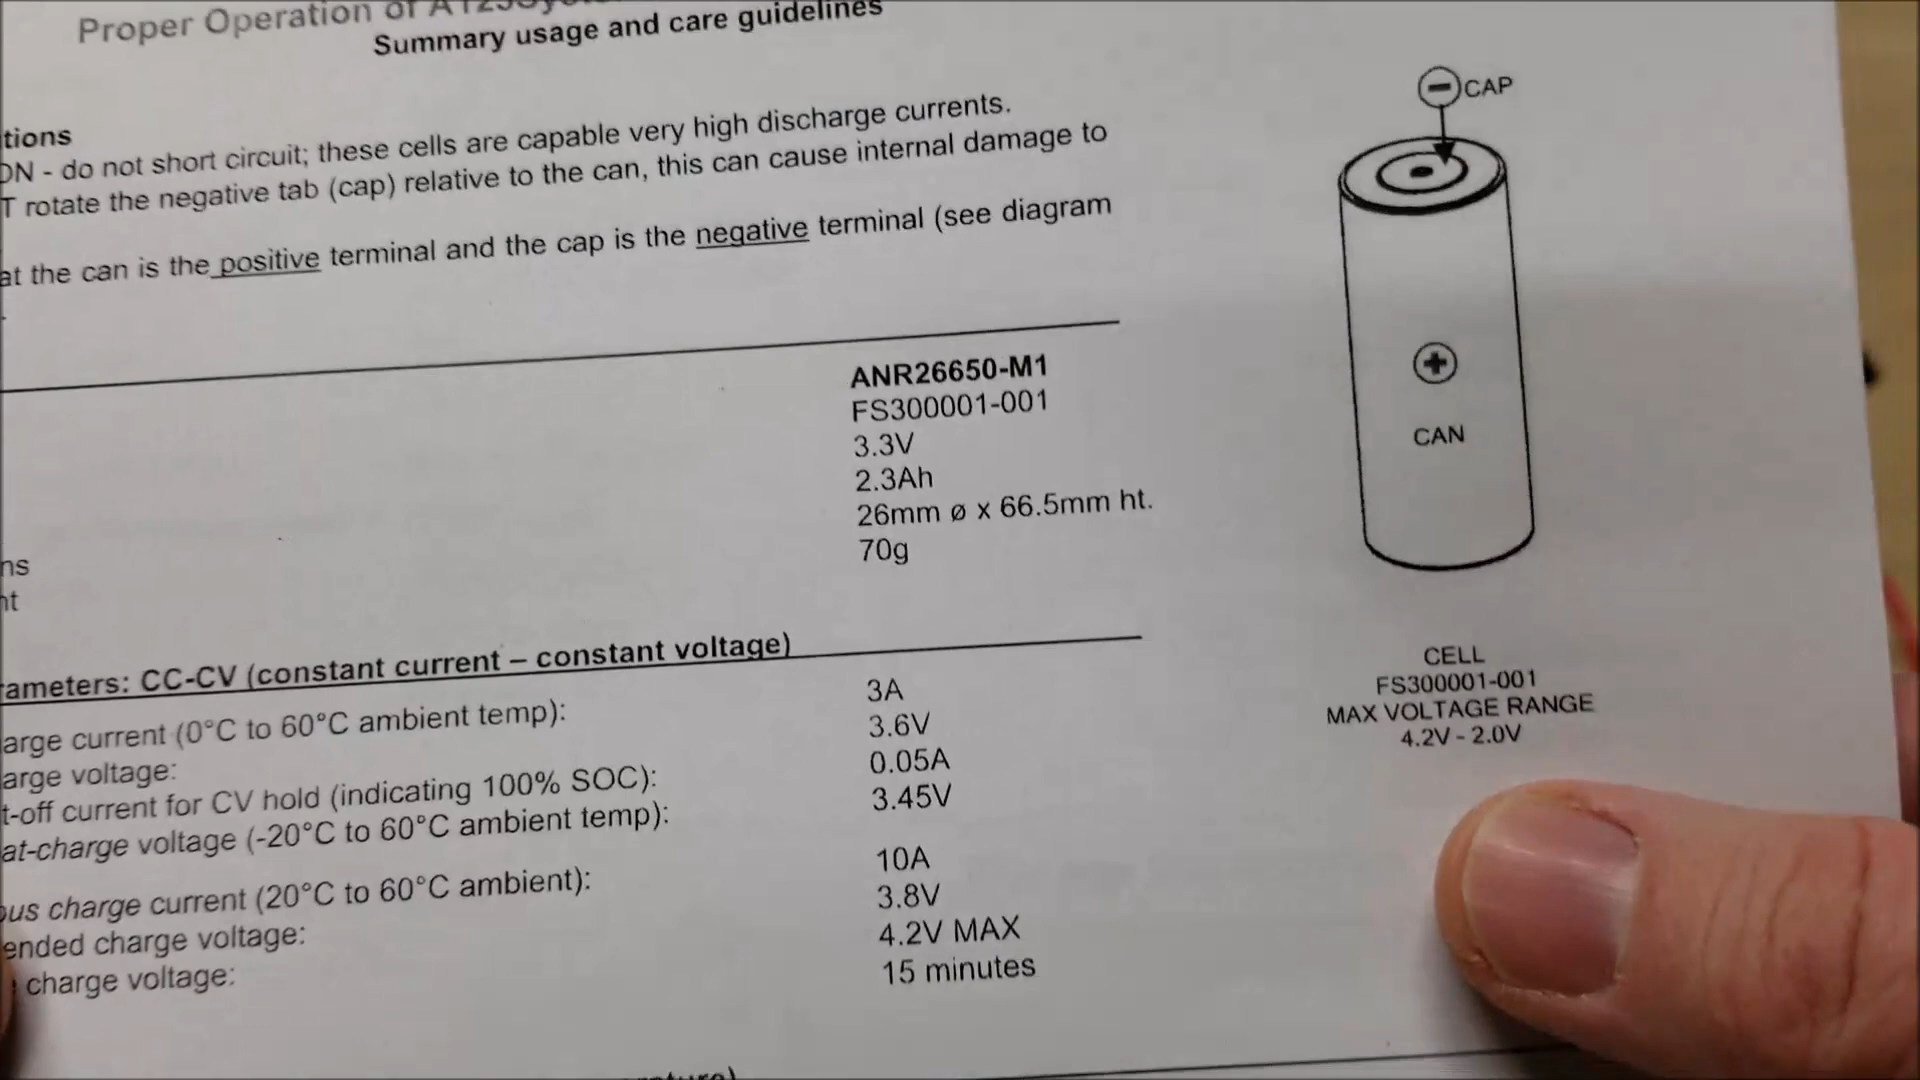 Proper Operation of A123Sy
Summary usage and care guidelines
tions
ON - do not short circuit; these cells are capable very high discharge currents.
T rotate the negative tab (cap) relative to the can, this can cause internal damage to
at the can is the positive terminal and the cap is the negative terminal (see diagram
ANR26650-M1
FS300001-001
3.3V
2.3Ah
26mm ø x 66.5mm ht.
ns
70g
ht
rameters: CC-CV (constant current – constant voltage)
arge current (0°C to 60°C ambient temp):
3A
arge voltage:
3.6V
t-off current for CV hold (indicating 100% SOC):
0.05A
at-charge voltage (-20°C to 60°C ambient temp):
3.45V
ous charge current (20°C to 60°C ambient):
10A
ended charge voltage:
3.8V
charge voltage:
4.2V MAX
15 minutes
CAP
CAN
CELL
FS300001-001
MAX VOLTAGE RANGE
4.2V - 2.0V